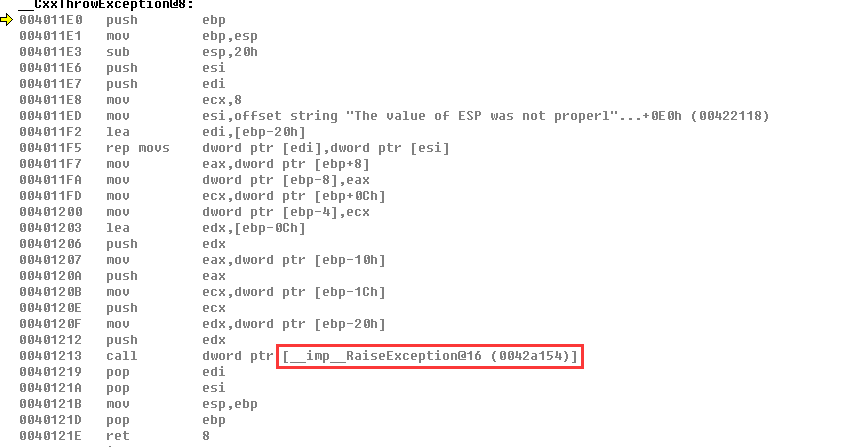 __CxxThrowException@8:
004011E0 push ebp
004011E1 mov ebp,esp
004011E3 sub esp,20h
004011E6 push esi
004011E7 push edi
004011E8 mov ecx,8
004011ED mov esi,offset string "The value of ESP was not properl"...+0E0h (00422118)
004011F2 lea edi,[ebp-20h]
004011F5 rep movs dword ptr [edi],dword ptr [esi]
004011F7 mov eax,dword ptr [ebp+8]
004011FA mov dword ptr [ebp-8],eax
004011FD mov ecx,dword ptr [ebp+0Ch]
00401200 mov dword ptr [ebp-4],ecx
00401203 lea edx,[ebp-0Ch]
00401206 push edx
00401207 mov eax,dword ptr [ebp-10h]
0040120A push eax
0040120B mov ecx,dword ptr [ebp-1Ch]
0040120E push ecx
0040120F mov edx,dword ptr [ebp-20h]
00401212 push edx
00401213 call dword ptr [__imp__RaiseException@16 (0042a154)]
00401219 pop edi
0040121A pop esi
0040121B mov esp,ebp
0040121D pop ebp
0040121E ret 8